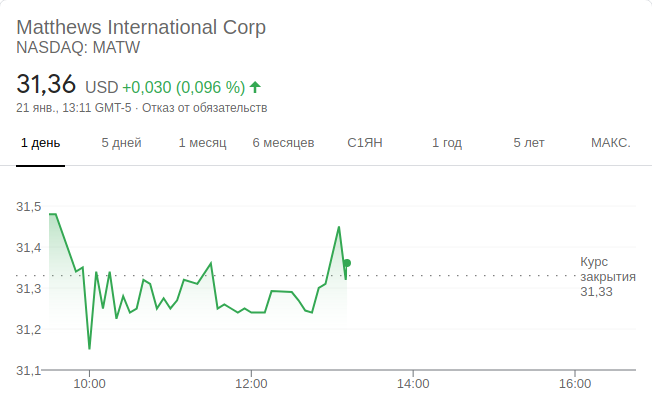 Matthews International Corp
NASDAQ: MATW
31,36 USD +0,030 (0,096 %)
21 янв., 13:11 GMT-5 · Отказ от обязательств
1 день 5 дней 1 месяц 6 месяцев С1ЯН 1 год 5 лет МАКС.
31,5
31,4
31,3
31,2
31,1
Курс
закрытия
31,33
10:00 12:00 14:00 16:00